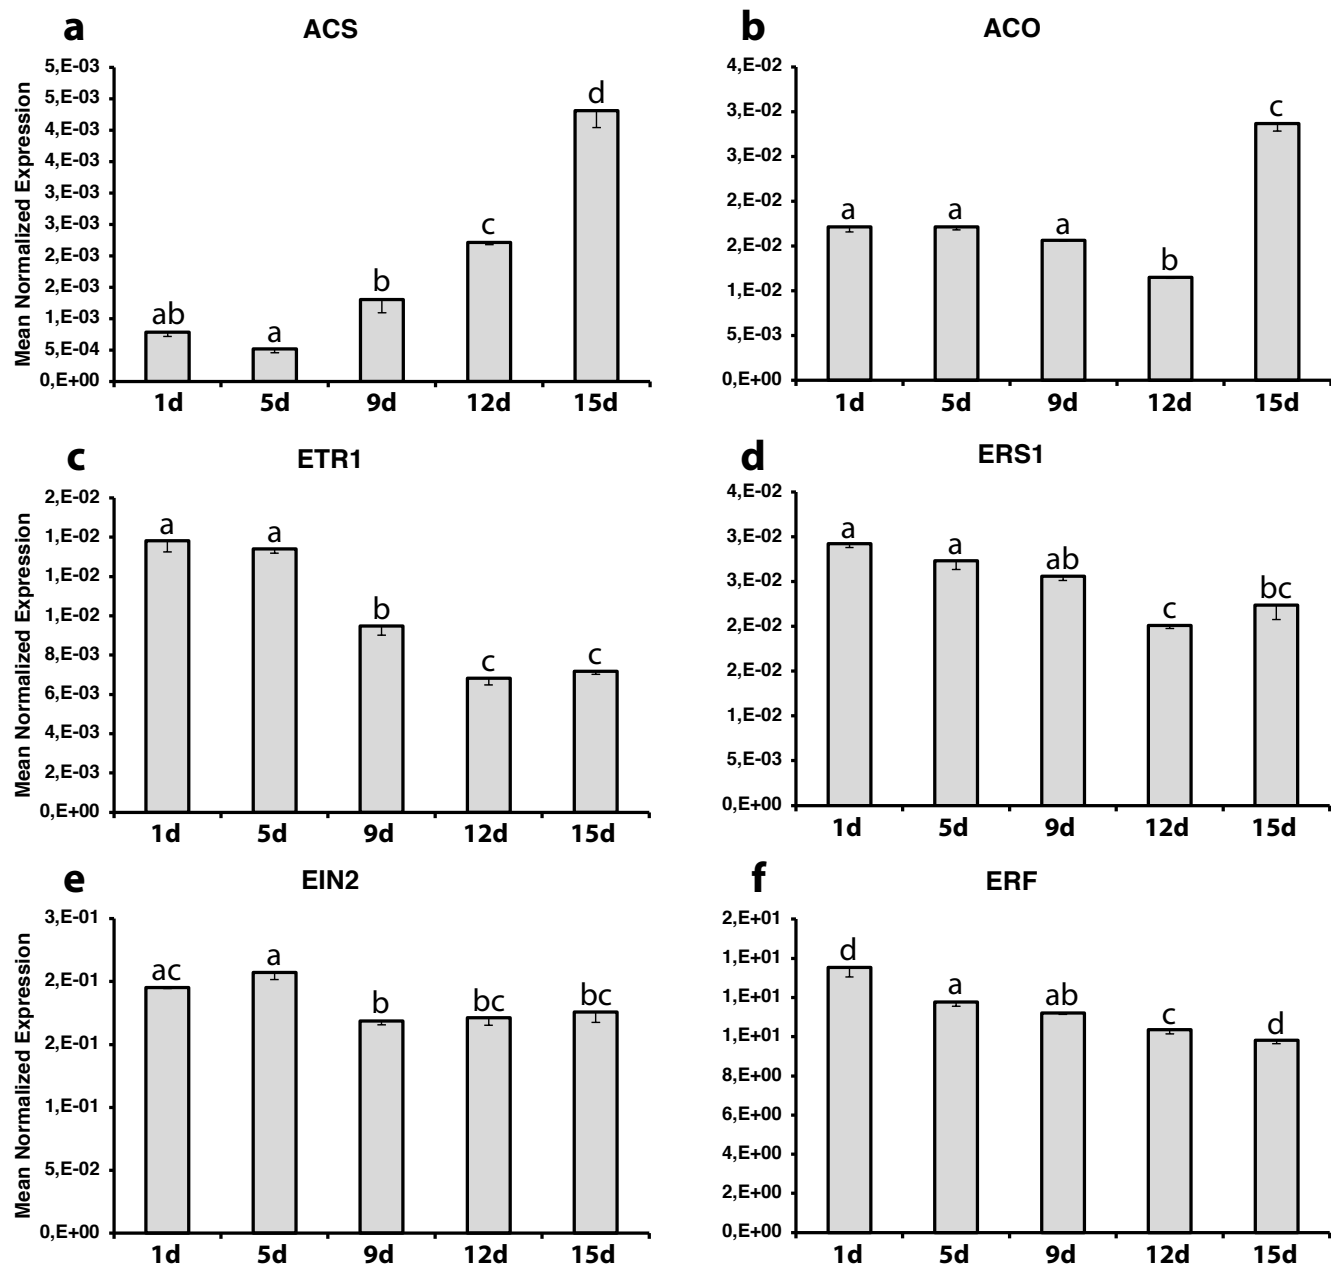 a
ACS
Mean Normalized Expression
5,E-03
5,E-03
4,E-03
4,E-03
3,E-03
3,E-03
2,E-03
2,E-03
1,E-03
5,E-04
0,E+00
ab
a
b
c
d
1d 5d 9d 12d 15d
b
ACO
4,E-02
3,E-02
3,E-02
2,E-02
2,E-02
1,E-02
5,E-03
0,E+00
a
a
a
b
c
1d 5d 9d 12d 15d
c
ETR1
Mean Normalized Expression
2,E-02
1,E-02
1,E-02
1,E-02
8,E-03
6,E-03
4,E-03
2,E-03
0,E+00
a
a
b
c
c
1d 5d 9d 12d 15d
d
ERS1
4,E-02
3,E-02
3,E-02
2,E-02
2,E-02
1,E-02
5,E-03
0,E+00
a
a
ab
c
bc
1d 5d 9d 12d 15d
e
EIN2
Mean Normalized Expression
3,E-01
2,E-01
2,E-01
1,E-01
5,E-02
0,E+00
ac
a
b
bc
bc
1d 5d 9d 12d 15d
f
ERF
2,E+01
1,E+01
1,E+01
1,E+01
8,E+00
6,E+00
4,E+00
2,E+00
0,E+00
d
a
ab
c
d
1d 5d 9d 12d 15d